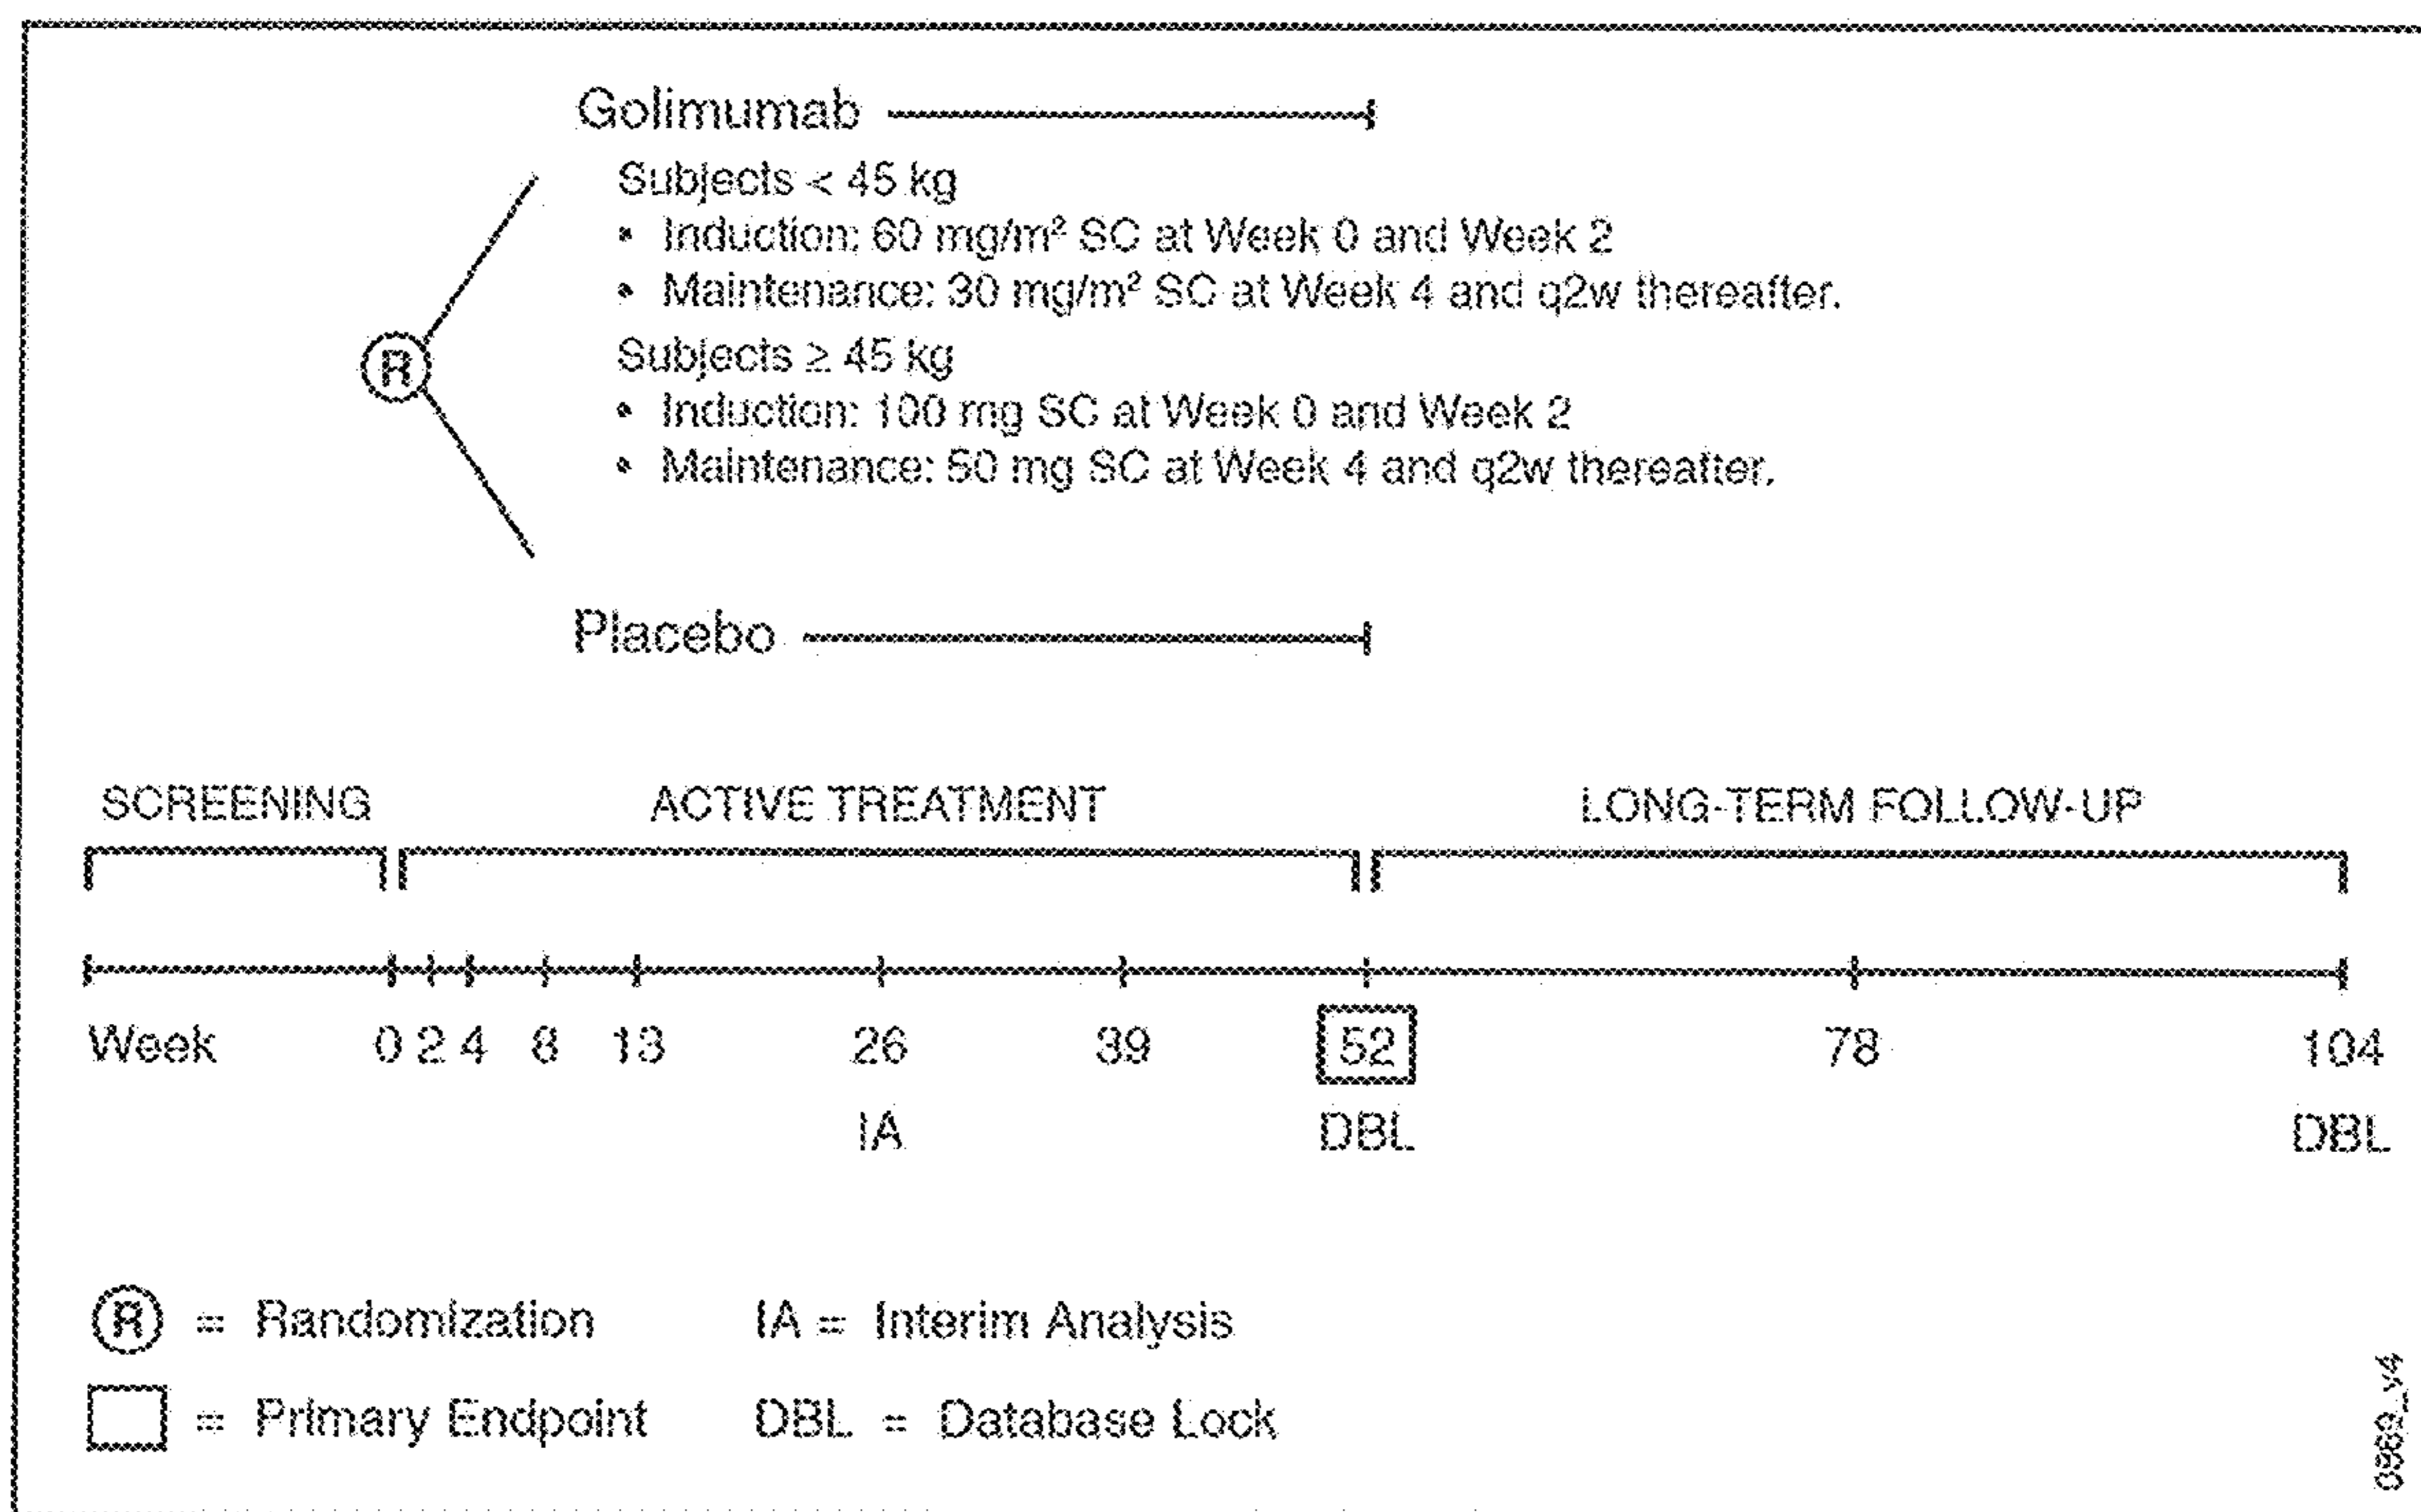 Golimumab
Subjects < 45 kg
• Induction: 60 mg/m² SC at Week 0 and Week 2
• Maintenance: 30 mg/m² SC at Week 4 and q2w thereafter.
R
Subjects ≥ 45 kg
• Induction: 100 mg SC at Week 0 and Week 2
• Maintenance: 50 mg SC at Week 4 and q2w thereafter.
Placebo
SCREENING ACTIVE TREATMENT LONG-TERM FOLLOW-UP
Week 0 2 4 8 13 26 39 52 78 104
IA DBL DBL
R = Randomization IA = Interim Analysis
= Primary Endpoint DBL = Database Lock
0989_v4